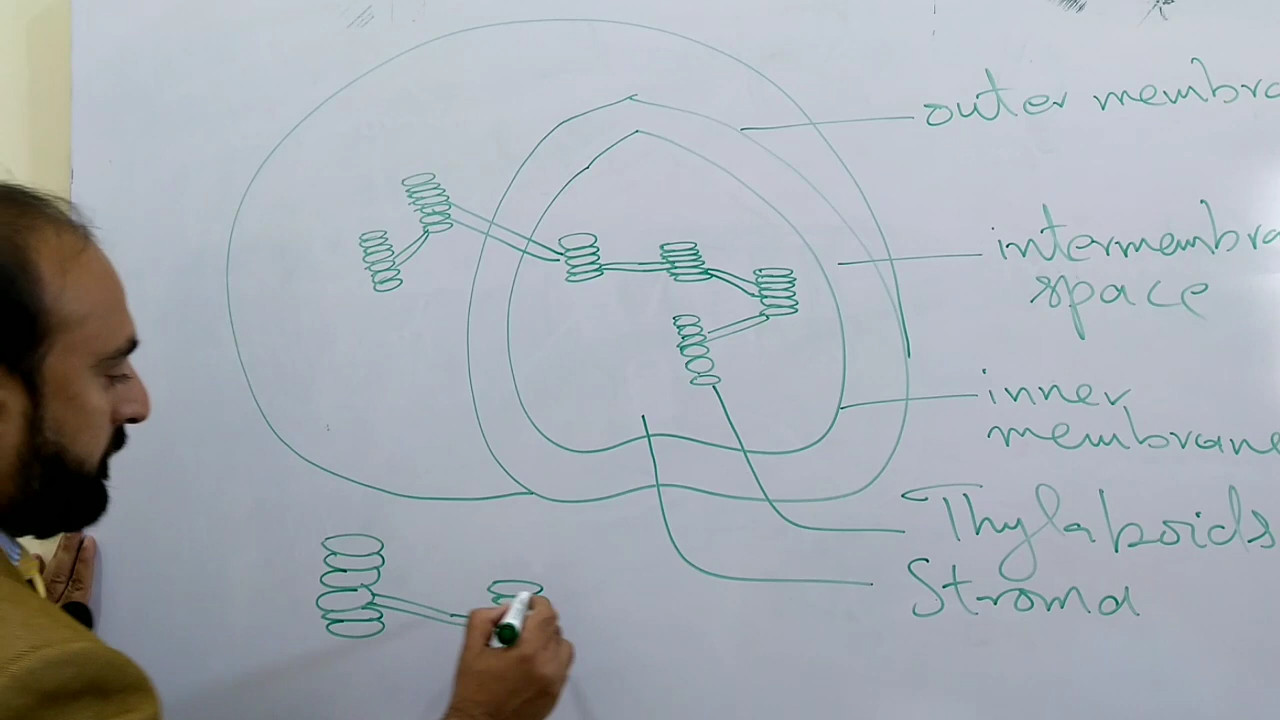 outer membra
intermembra
space
inner
membrane
Thylakoids
Stroma